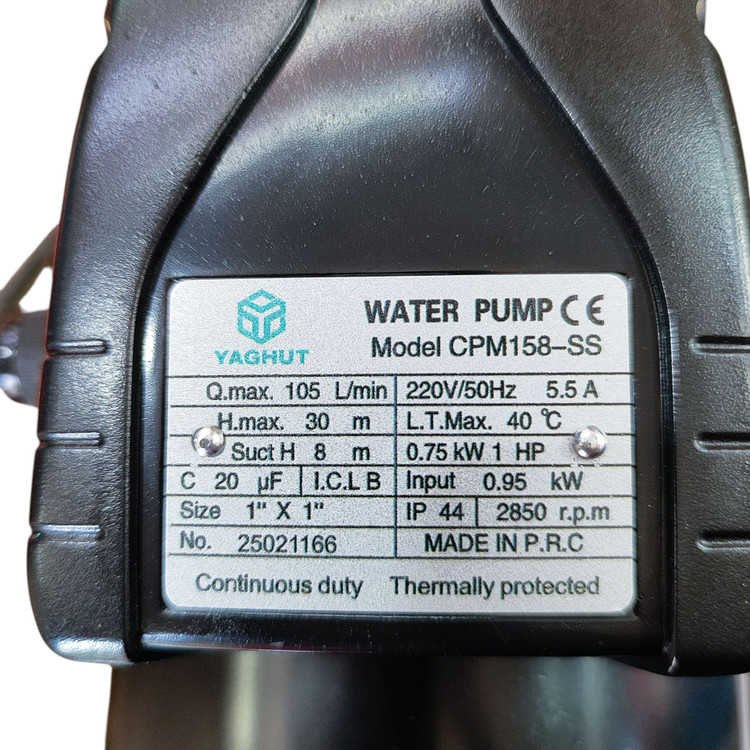 YAGHUT
WATER PUMP CE
Model CPM158-SS
Q.max. 105 L/min 220V/50Hz 5.5 A
H.max. 30 m L.T.Max. 40 ℃
Suct H 8 m 0.75 kW 1 HP
C 20 µF I.C.L B Input 0.95 kW
Size 1" X 1" IP 44 2850 r.p.m
No. 25021166 MADE IN P.R.C
Continuous duty Thermally protected